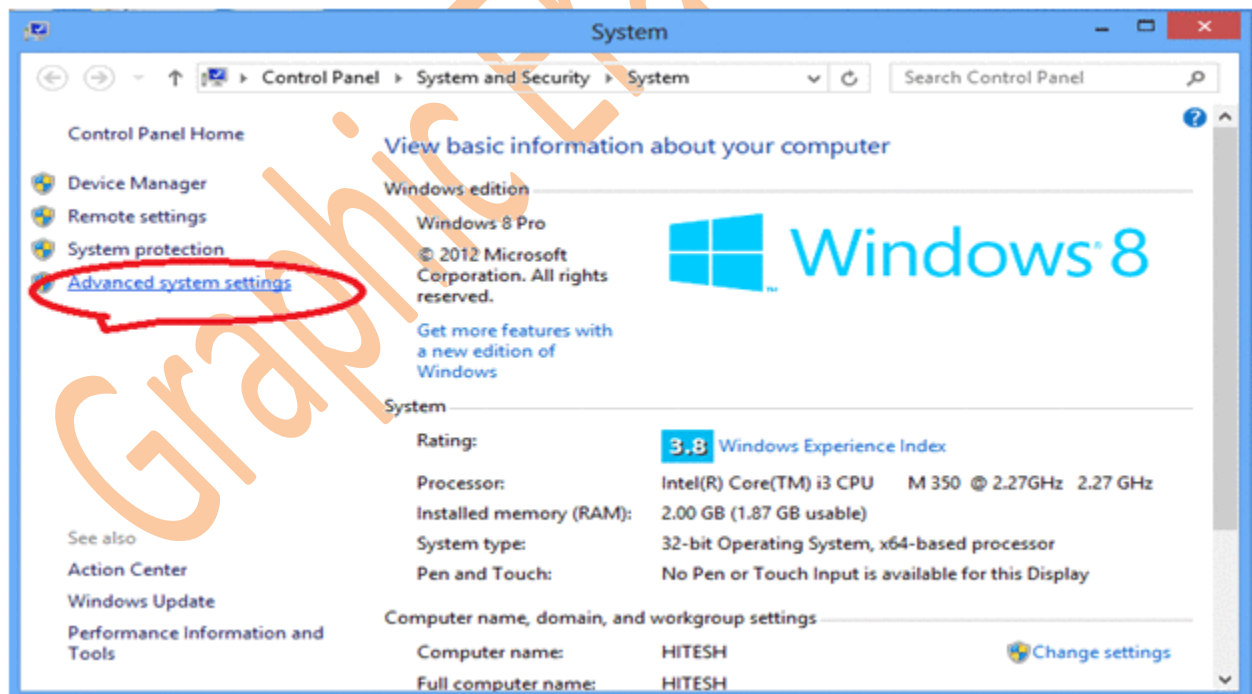 System
Control Panel ▸ System and Security ▸ System
Search Control Panel
Control Panel Home
Device Manager
Remote settings
System protection
Advanced system settings
See also
Action Center
Windows Update
Performance Information and
Tools
View basic information about your computer
Windows edition
Windows 8 Pro
© 2012 Microsoft
Corporation. All rights
reserved.
Get more features with
a new edition of
Windows
Windows 8
System
Rating: 3.8 Windows Experience Index
Processor: Intel(R) Core(TM) i3 CPU M 350 @ 2.27GHz 2.27 GHz
Installed memory (RAM): 2.00 GB (1.87 GB usable)
System type: 32-bit Operating System, x64-based processor
Pen and Touch: No Pen or Touch Input is available for this Display
Computer name, domain, and workgroup settings
Computer name: HITESH
Change settings
Full computer name: HITESH
Graphic